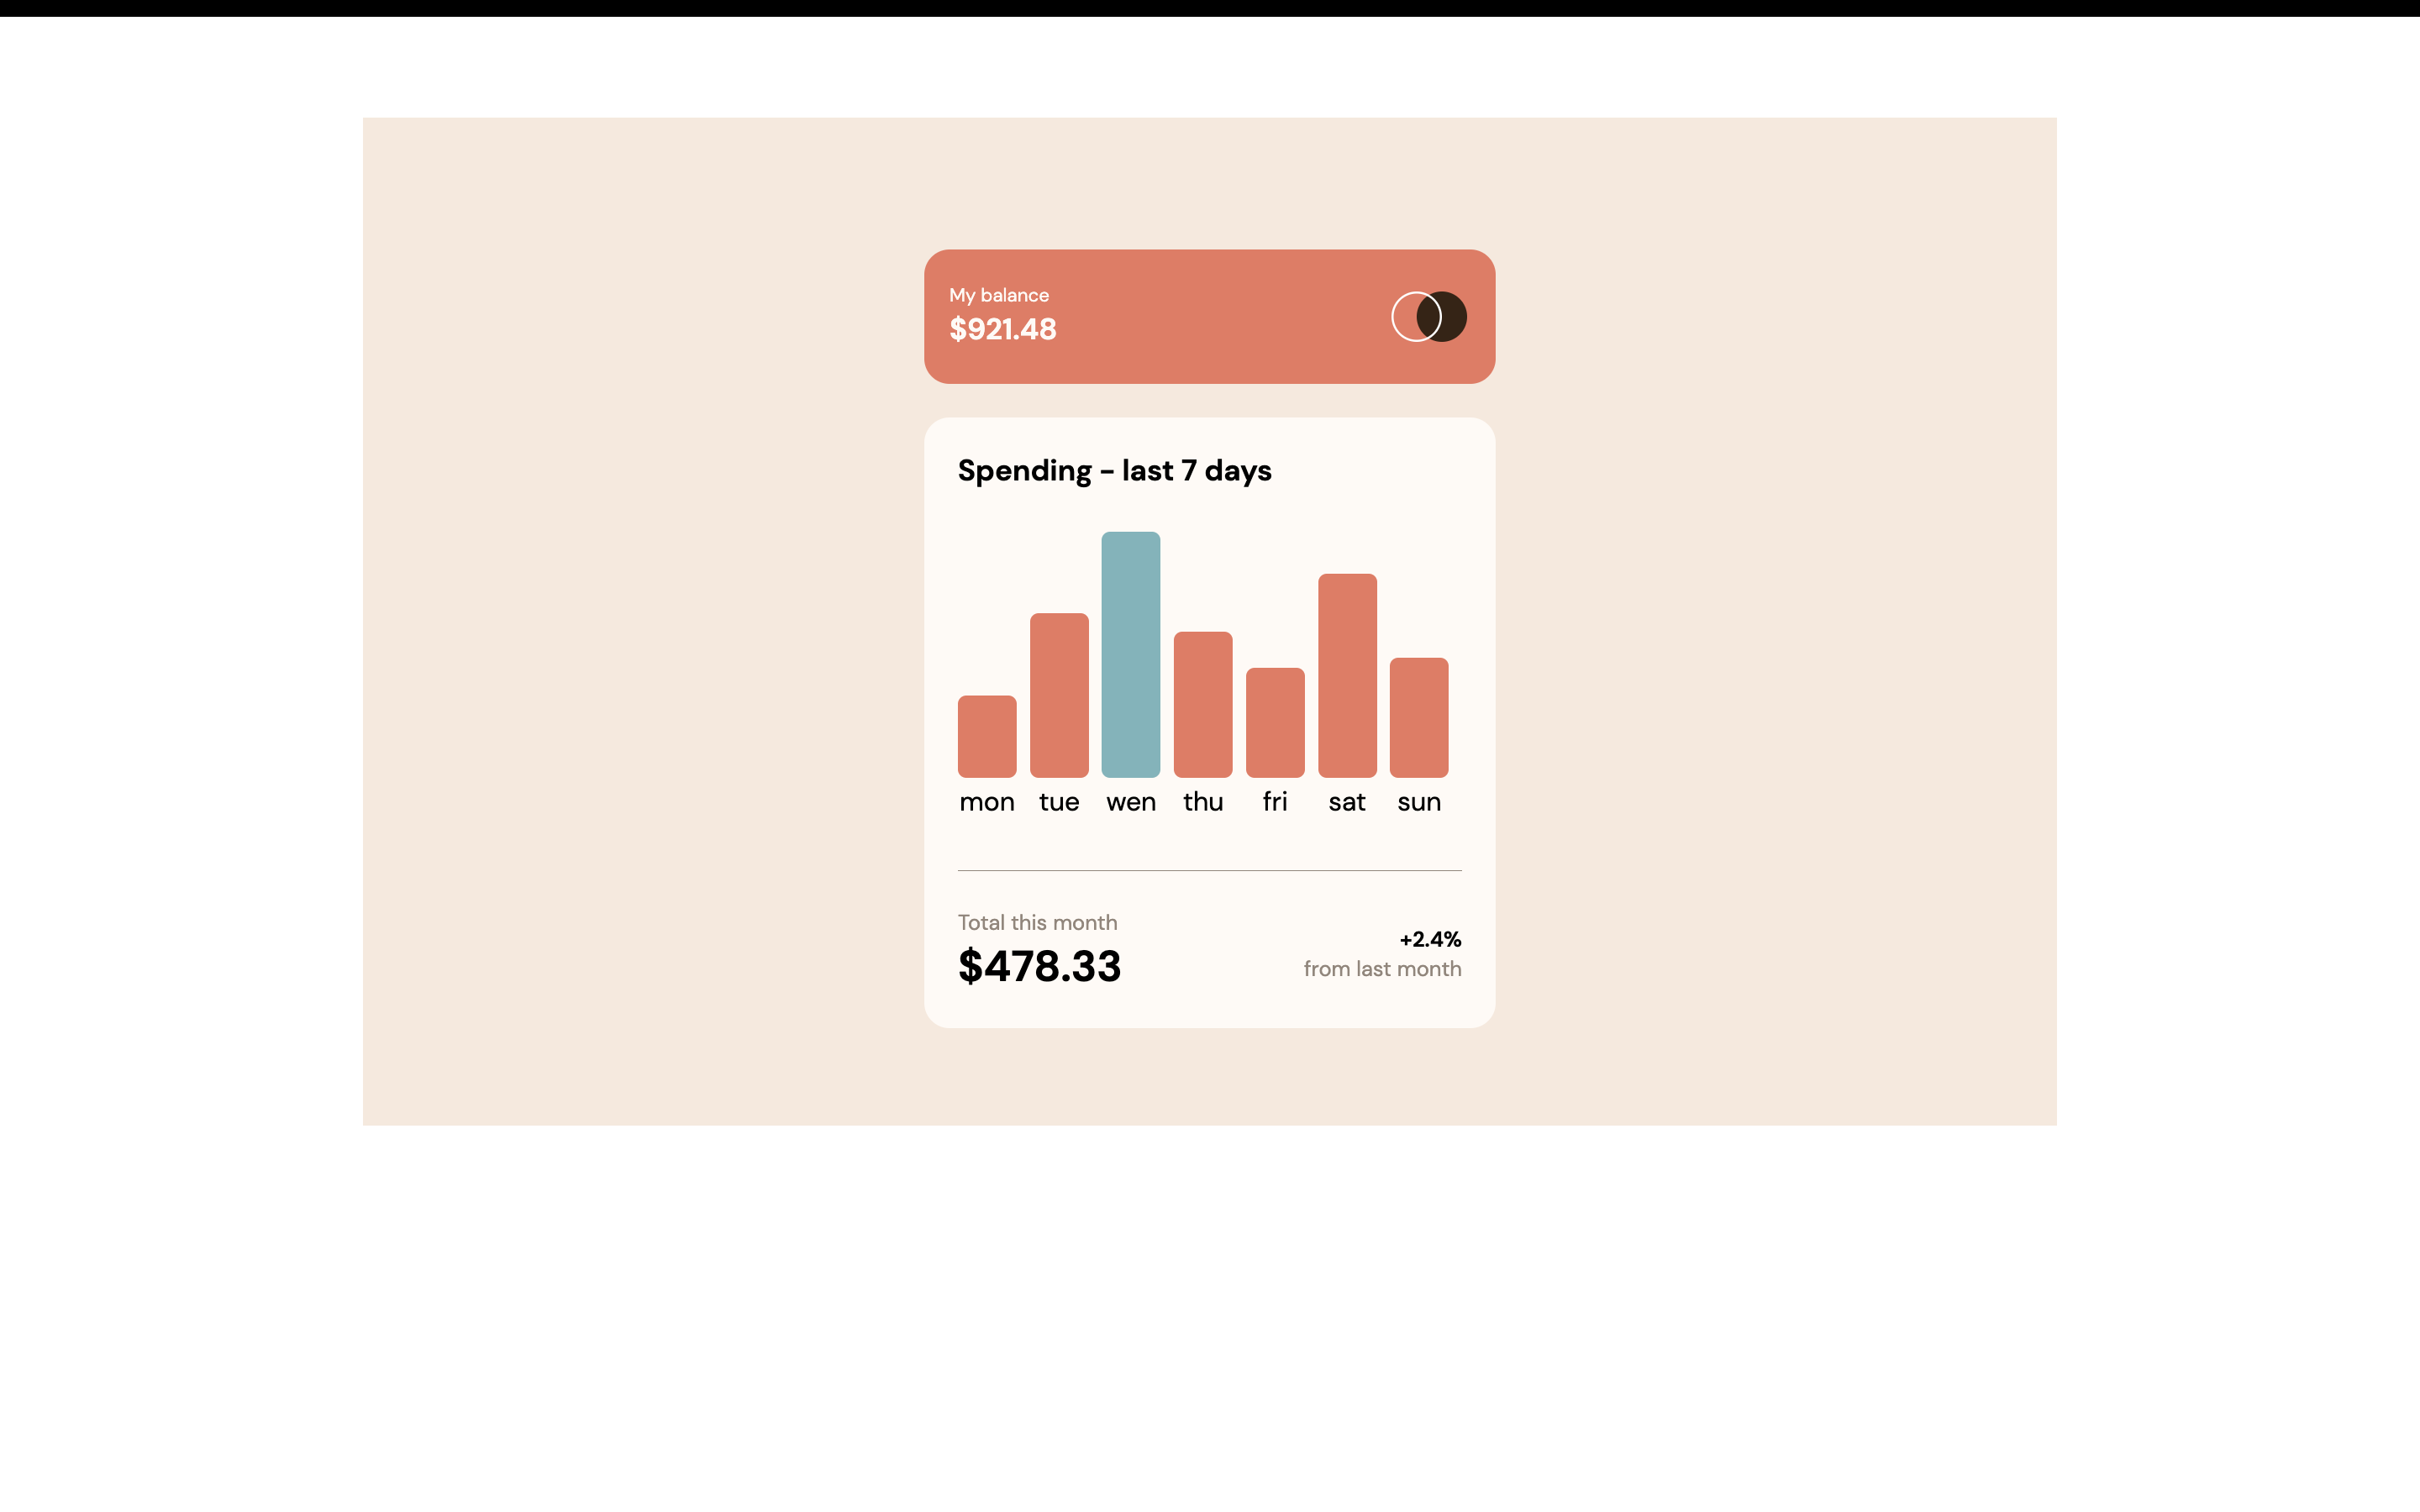 My balance
$921.48
Spending - last 7 days
mon tue wen thu fri sat sun
Total this month
$478.33
+2.4%
from last month